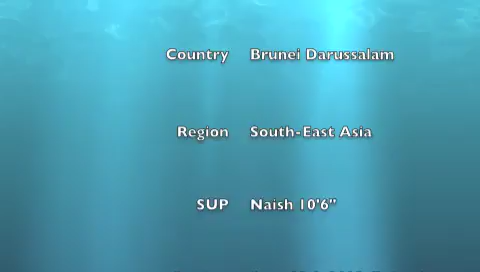 Country Brunei Darussalam
Region South-East Asia
SUP Naish 10'6"